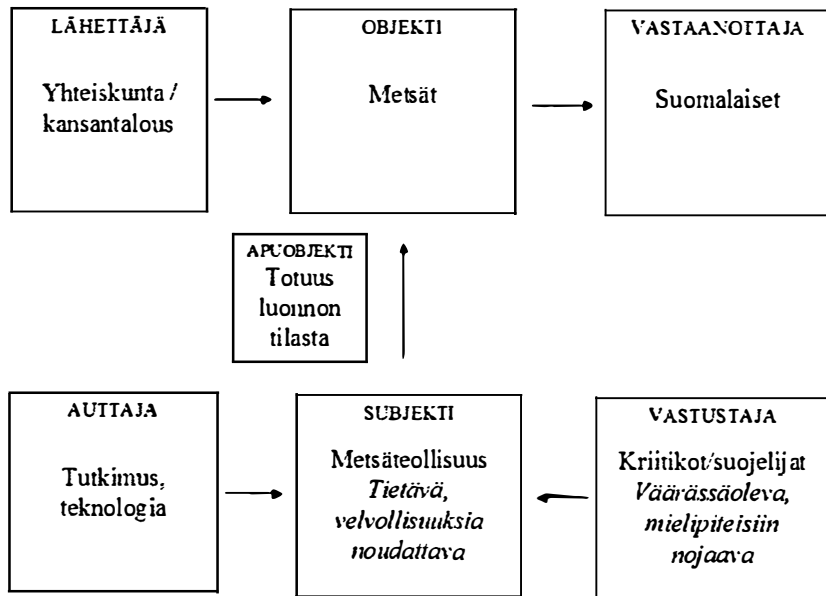 LÄHETTÄJÄ
Yhteiskunta /
kansantalous
OBJEKTI
Metsät
VASTAANOTTAJA
Suomalaiset
APUOBJEKTI
Totuus
luonnon
tilasta
AUTTAJA
Tutkimus,
teknologia
SUBJEKTI
Metsäteollisuus
Tietävä,
velvollisuuksia
noudattava
VASTUSTAJA
Kriitikot/suojelijat
Väärässäoleva,
mielipiteisiin
nojaava